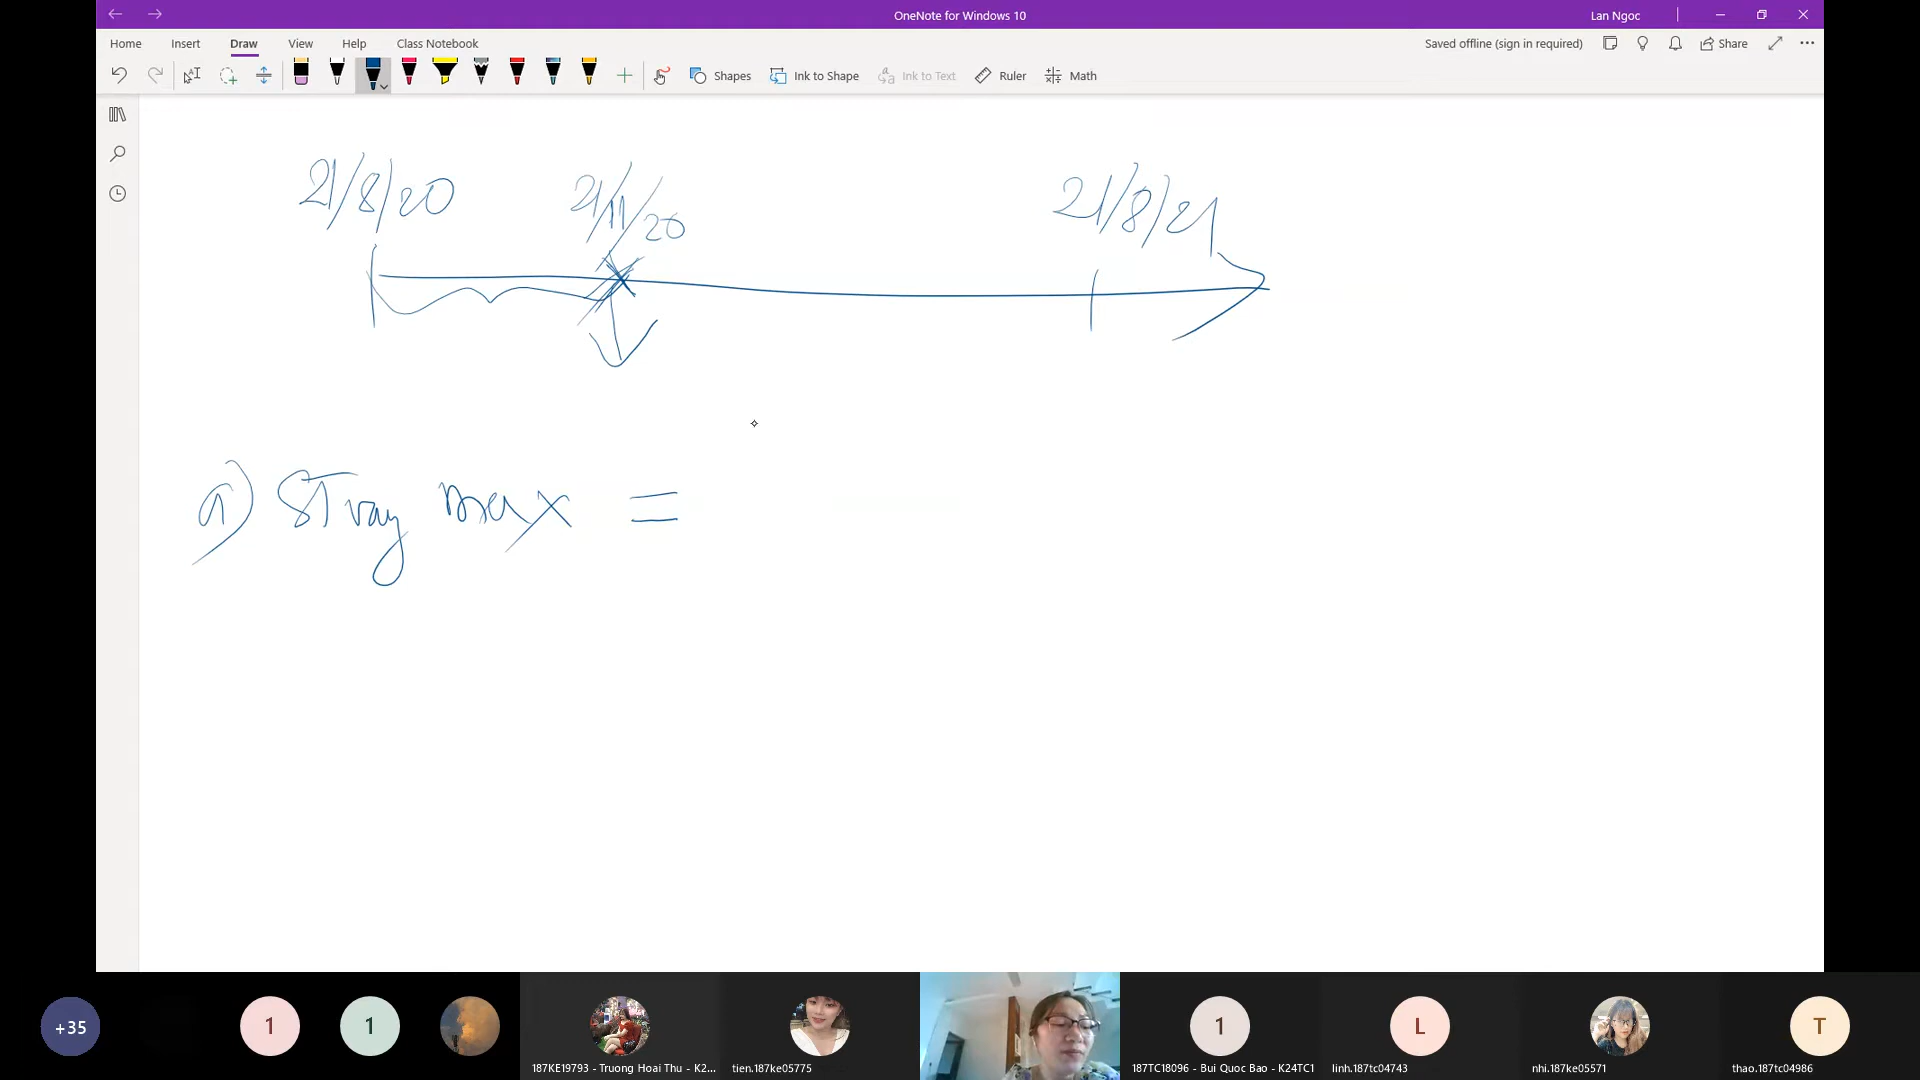 OneNote for Windows 10
Lan Ngoc
Home Insert Draw View Help Class Notebook
Saved offline (sign in required) Share
Shapes Ink to Shape Ink to Text Ruler Math
21/8/20 21/11/20 21/8/21
a) ST vay max =
+35 1 1 1 L T
187KE19793 - Truong Hoai Thu - K2... tien.187ke05775 187TC18096 - Bui Quoc Bao - K24TC1 linh.187tc04743 nhi.187ke05571 thao.187tc04986